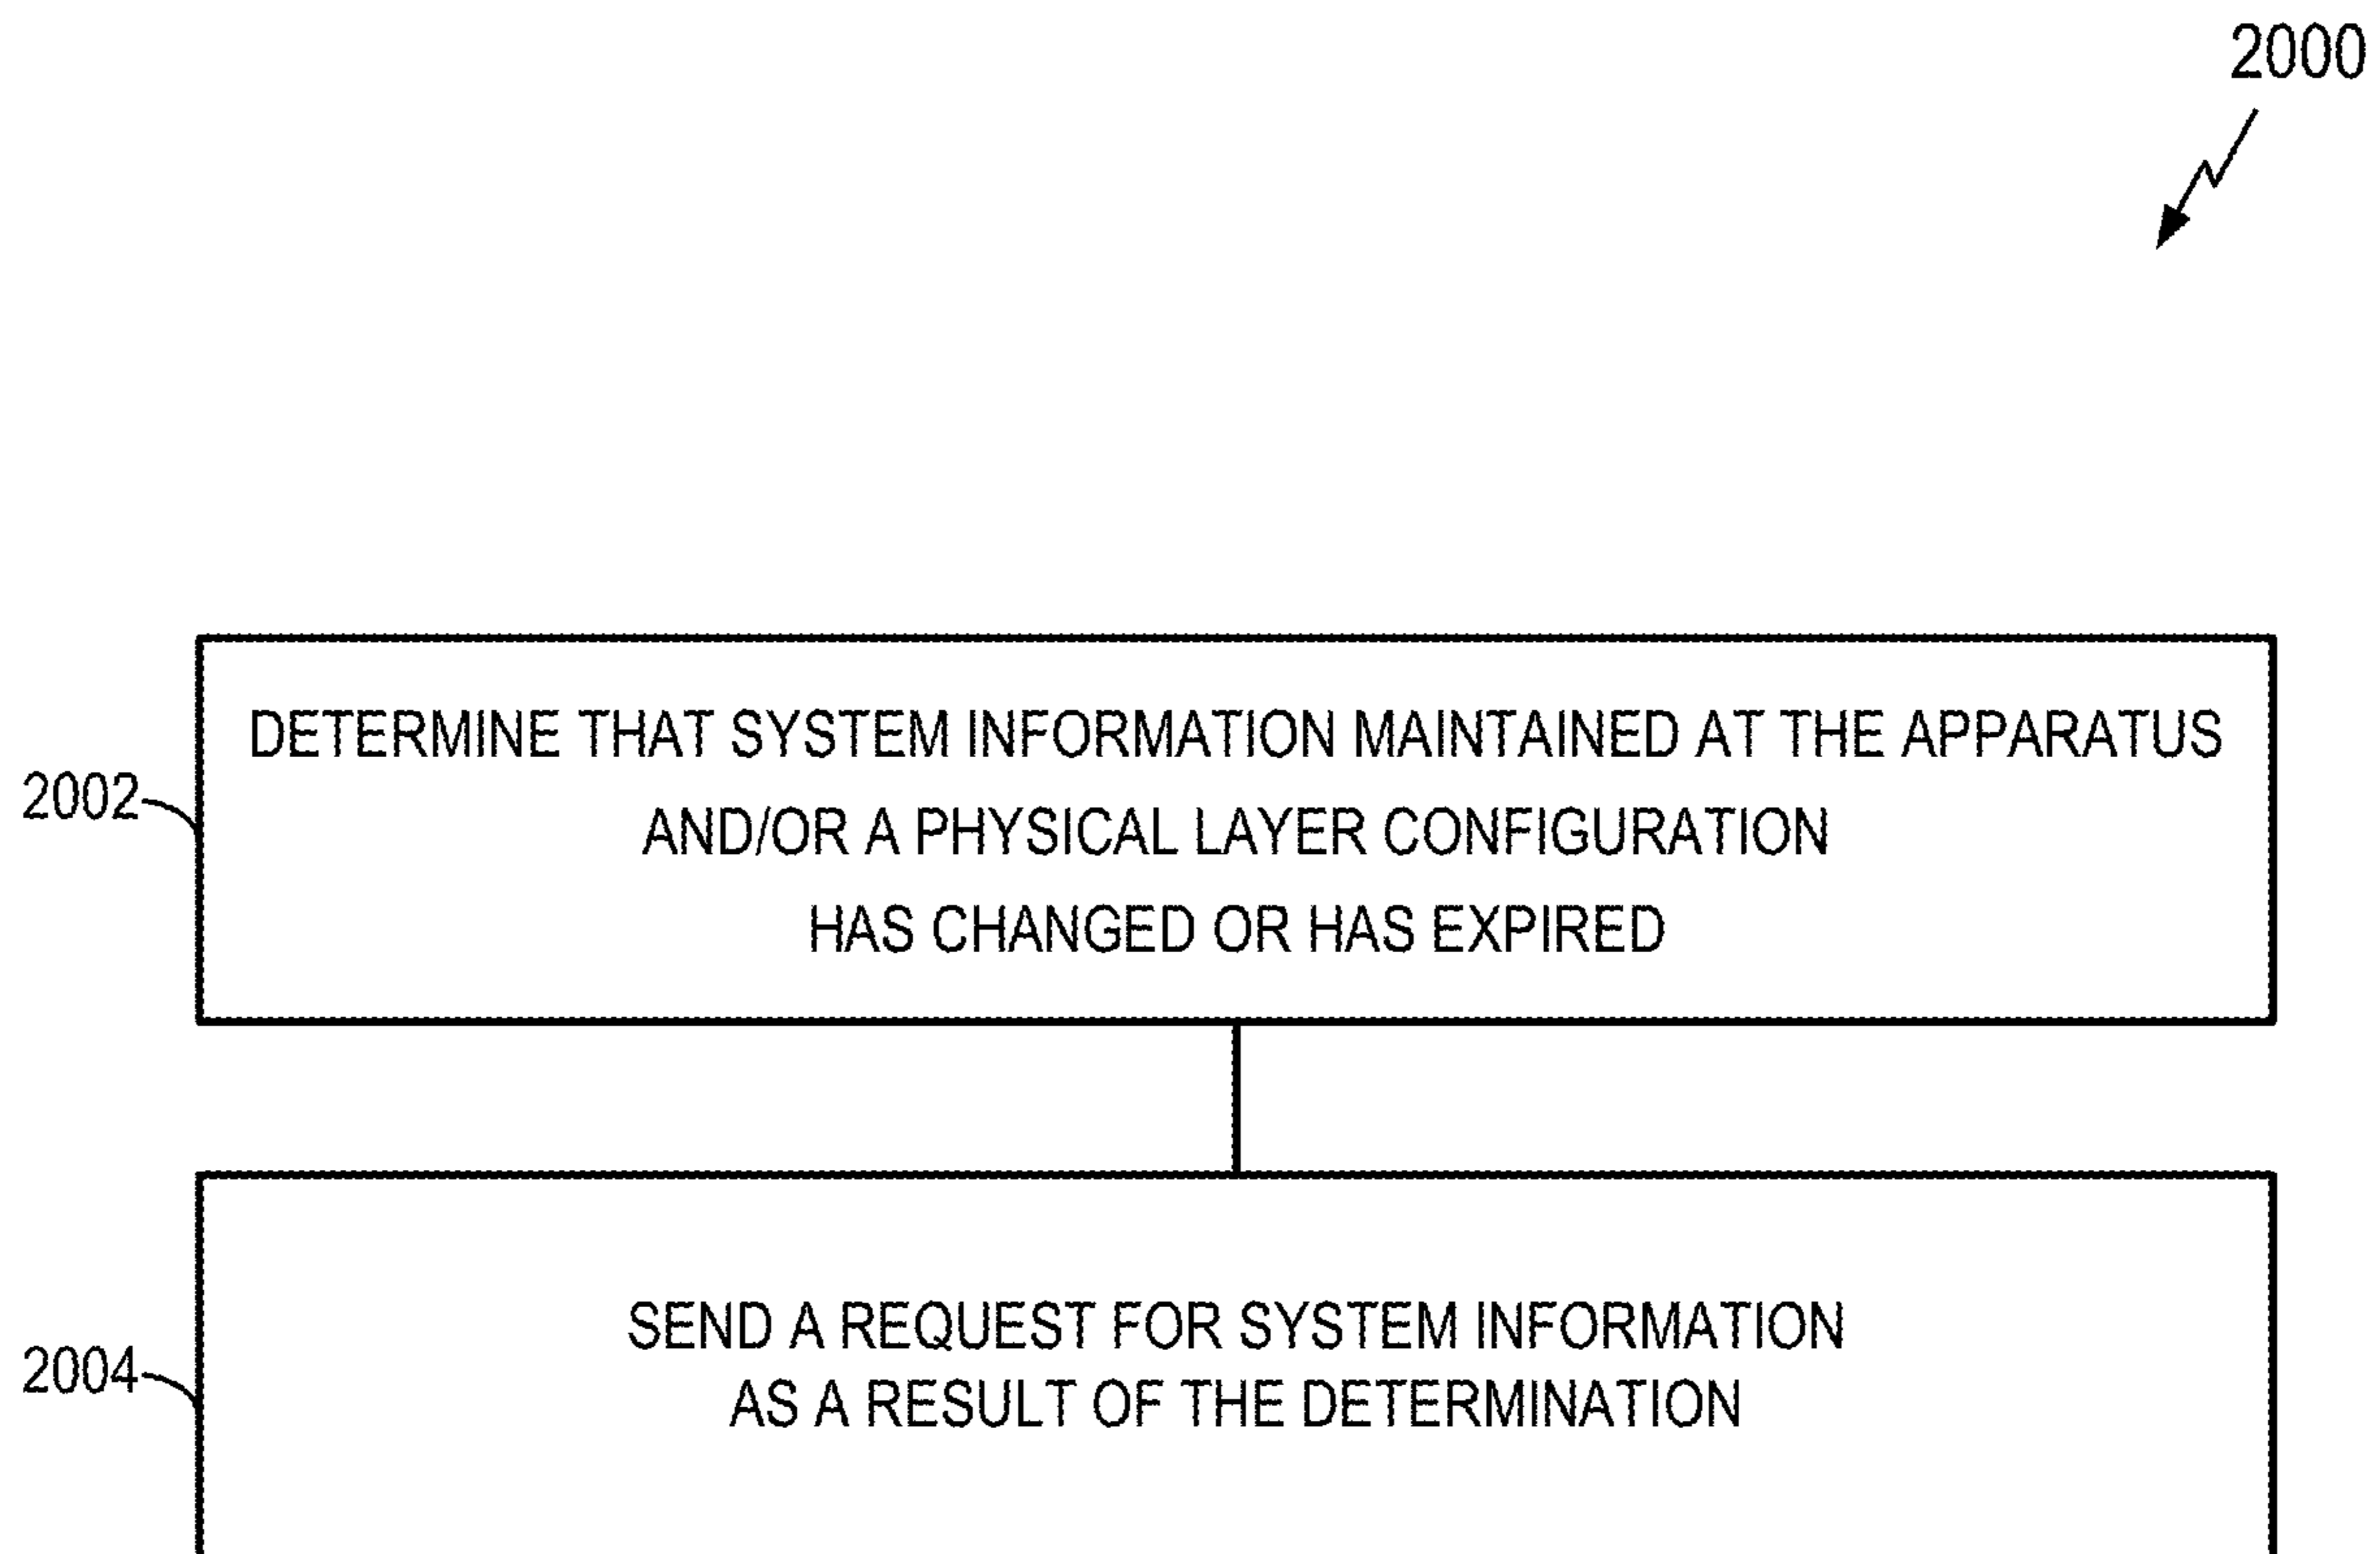 2000
DETERMINE THAT SYSTEM INFORMATION MAINTAINED AT THE APPARATUS
AND/OR A PHYSICAL LAYER CONFIGURATION
HAS CHANGED OR HAS EXPIRED
2002
SEND A REQUEST FOR SYSTEM INFORMATION
AS A RESULT OF THE DETERMINATION
2004